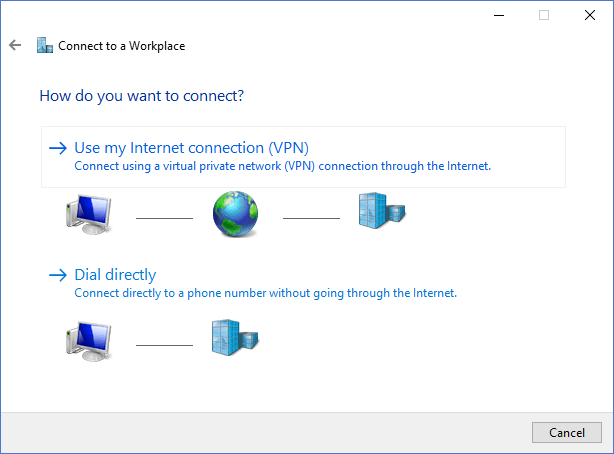 Connect to a Workplace
How do you want to connect?
Use my Internet connection (VPN)
Connect using a virtual private network (VPN) connection through the Internet.
Dial directly
Connect directly to a phone number without going through the Internet.
Cancel